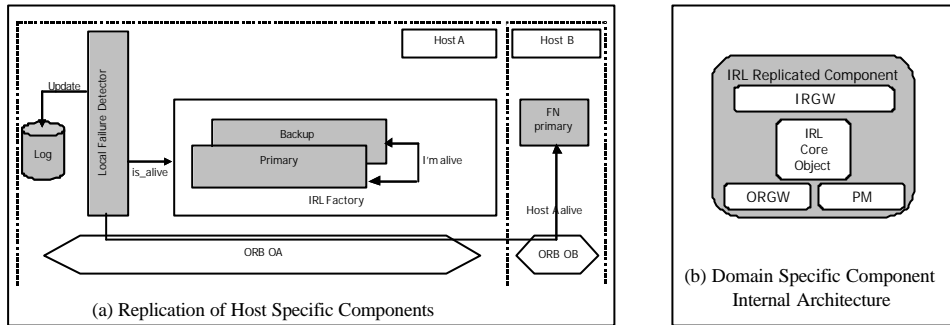 Host A
Host B
Update
Local Failure Detector
Log
is_alive
Backup
Primary
I'm alive
IRL Factory
FN
primary
Host A alive
ORB OA
ORB OB
(a) Replication of Host Specific Components
IRL Replicated Component
IRGW
IRL
Core
Object
ORGW
PM
(b) Domain Specific Component
Internal Architecture